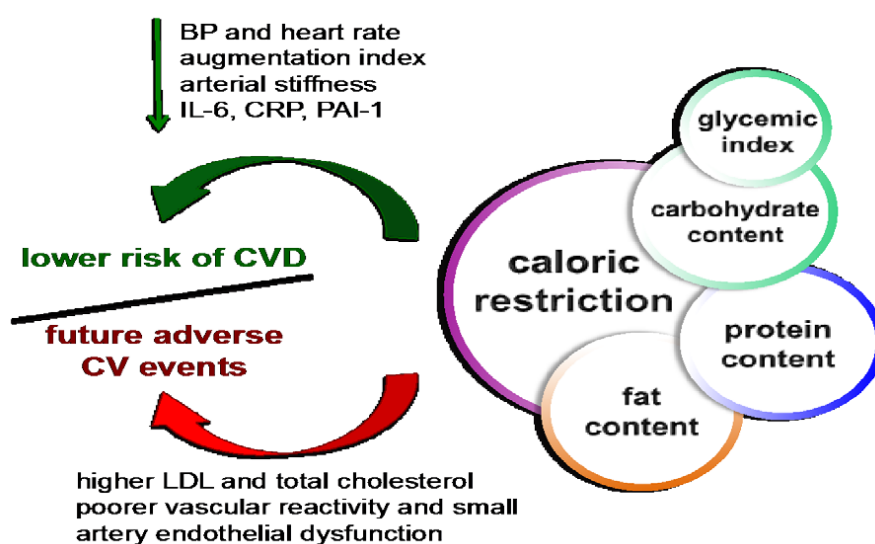 BP and heart rate
augmentation index
arterial stiffness
IL-6, CRP, PAI-1
lower risk of CVD
future adverse
CV events
higher LDL and total cholesterol
poorer vascular reactivity and small
artery endothelial dysfunction
caloric
restriction
glycemic
index
carbohydrate
content
protein
content
fat
content